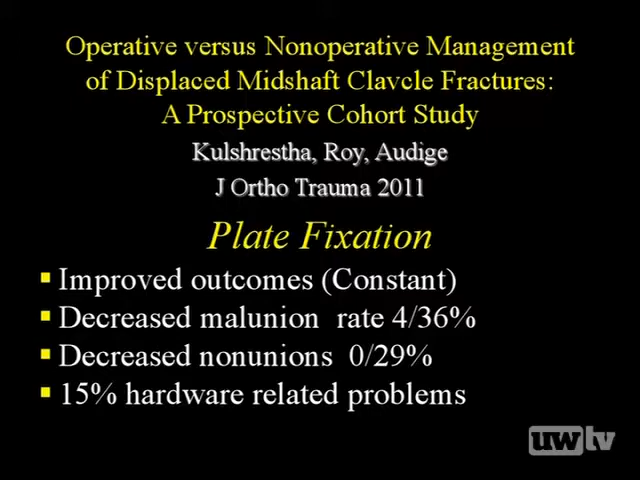 Operative versus Nonoperative Management
of Displaced Midshaft Clavcle Fractures:
A Prospective Cohort Study
Kulshrestha, Roy, Audige
J Ortho Trauma 2011
Plate Fixation
Improved outcomes (Constant)
Decreased malunion rate 4/36%
Decreased nonunions 0/29%
15% hardware related problems
uwtv